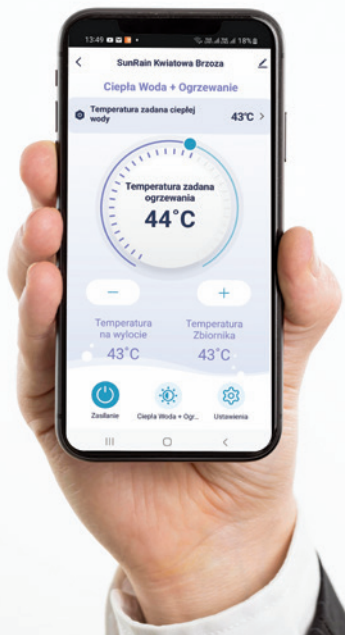 13:49
18%
SunRain Kwiatowa Brzoza
Ciepła Woda + Ogrzewanie
Temperatura zadana ciepłej
wody
43°C >
Temperatura zadana
ogrzewania
44°C
− +
Temperatura Temperatura
na wylocie Zbiornika
43°C 43°C
Zasilanie Ciepła Woda + Ogr... Ustawienia